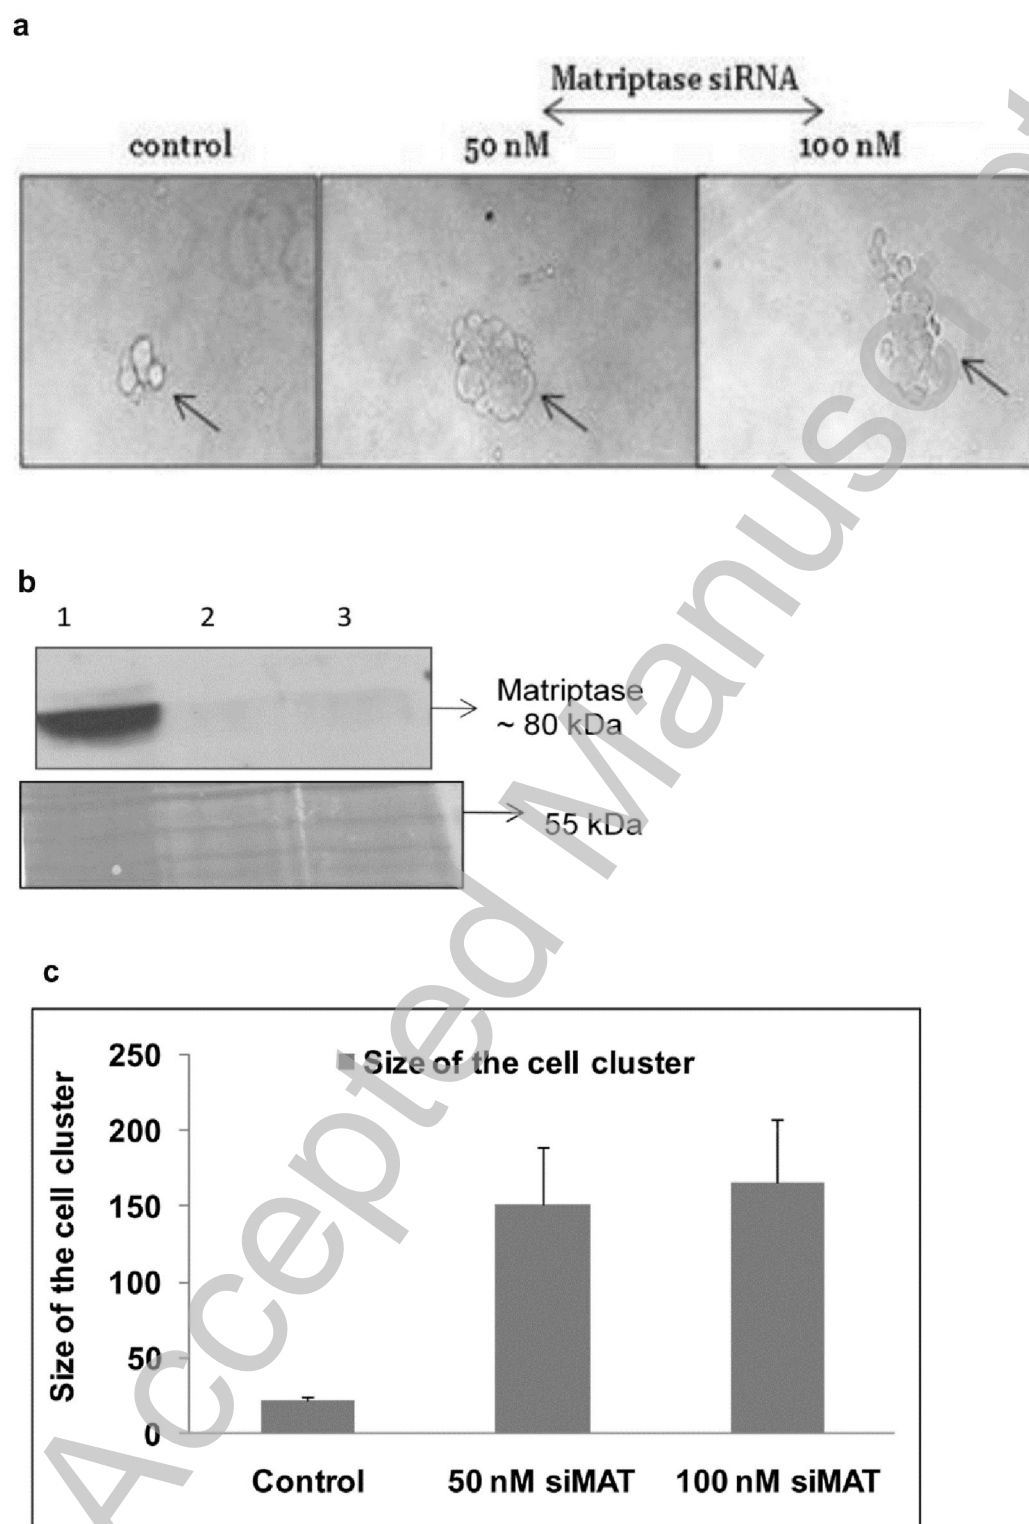 a
Matriptase siRNA
control
50 nM
100 nM
b
1
2
3
Matriptase
~ 80 kDa
55 kDa
c
Size of the cell cluster
250
200
150
100
50
0
Size of the cell cluster
Control
50 nM siMAT
100 nM siMAT
Accepted Manuscript